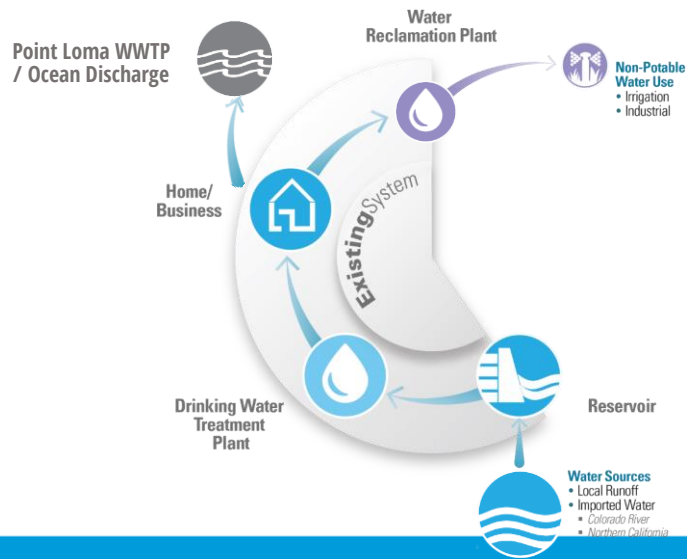 Water
Reclamation Plant
Point Loma WWTP
/ Ocean Discharge
Non-Potable
Water Use
• Irrigation
• Industrial
Home/
Business
ExistingSystem
Drinking Water
Treatment
Plant
Reservoir
Water Sources
• Local Runoff
• Imported Water
▪ Colorado River
▪ Northern California